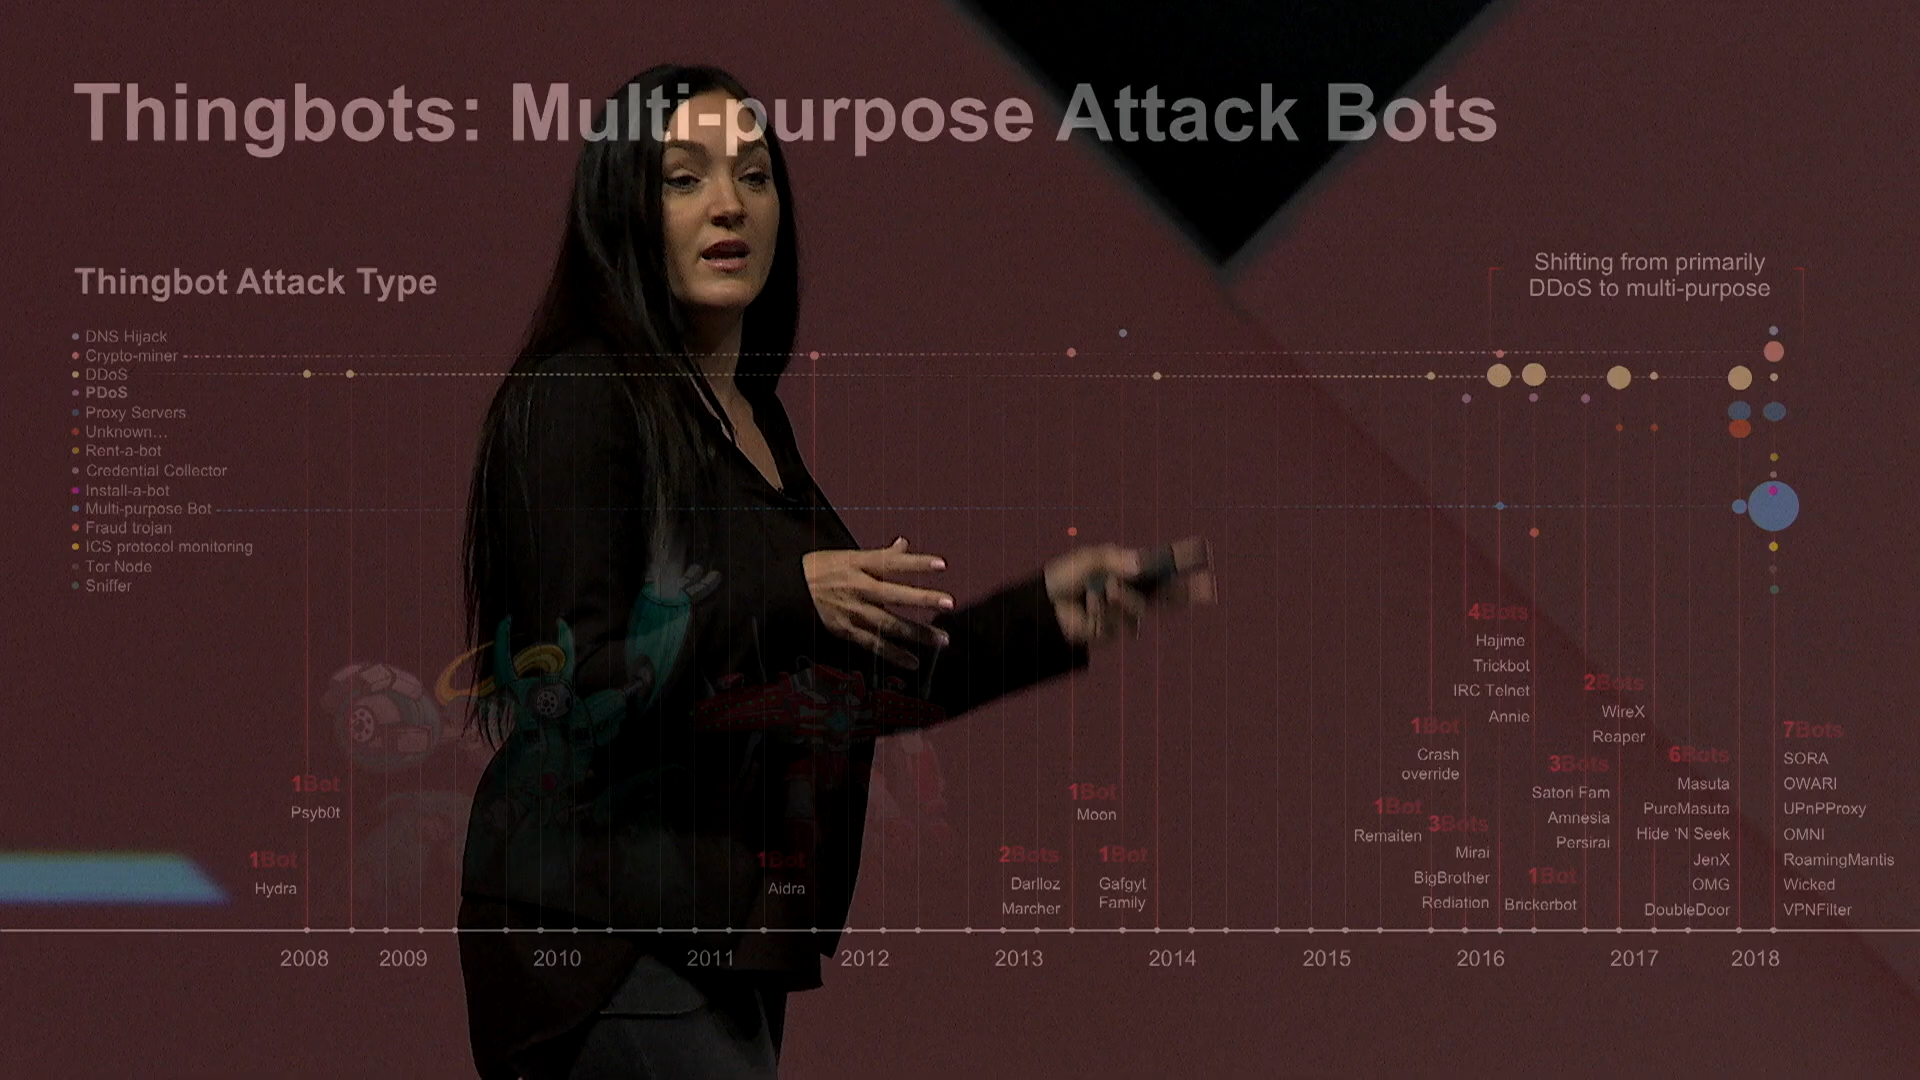 Thingbots: Multi-purpose Attack Bots
Thingbot Attack Type
Shifting from primarily
DDoS to multi-purpose
DNS Hijack
Crypto-miner
DDoS
PDoS
Proxy Servers
Unknown...
Rent-a-bot
Credential Collector
Install-a-bot
Multi-purpose Bot
Fraud trojan
ICS protocol monitoring
Tor Node
Sniffer
1Bot
Hydra
1Bot
Psyb0t
1Bot
Aidra
2Bots
Darlloz
Marcher
1Bot
Moon
1Bot
Gafgyt
Family
1Bot
Remaiten
1Bot
Crash
override
3Bots
Mirai
BigBrother
Rediation
4Bots
Hajime
Trickbot
IRC Telnet
Annie
1Bot
Brickerbot
3Bots
Satori Fam
Amnesia
Persirai
2Bots
WireX
Reaper
6Bots
Masuta
PureMasuta
Hide 'N Seek
JenX
OMG
DoubleDoor
7Bots
SORA
OWARI
UPnPProxy
OMNI
RoamingMantis
Wicked
VPNFilter
2008 2009 2010 2011 2012 2013 2014 2015 2016 2017 2018